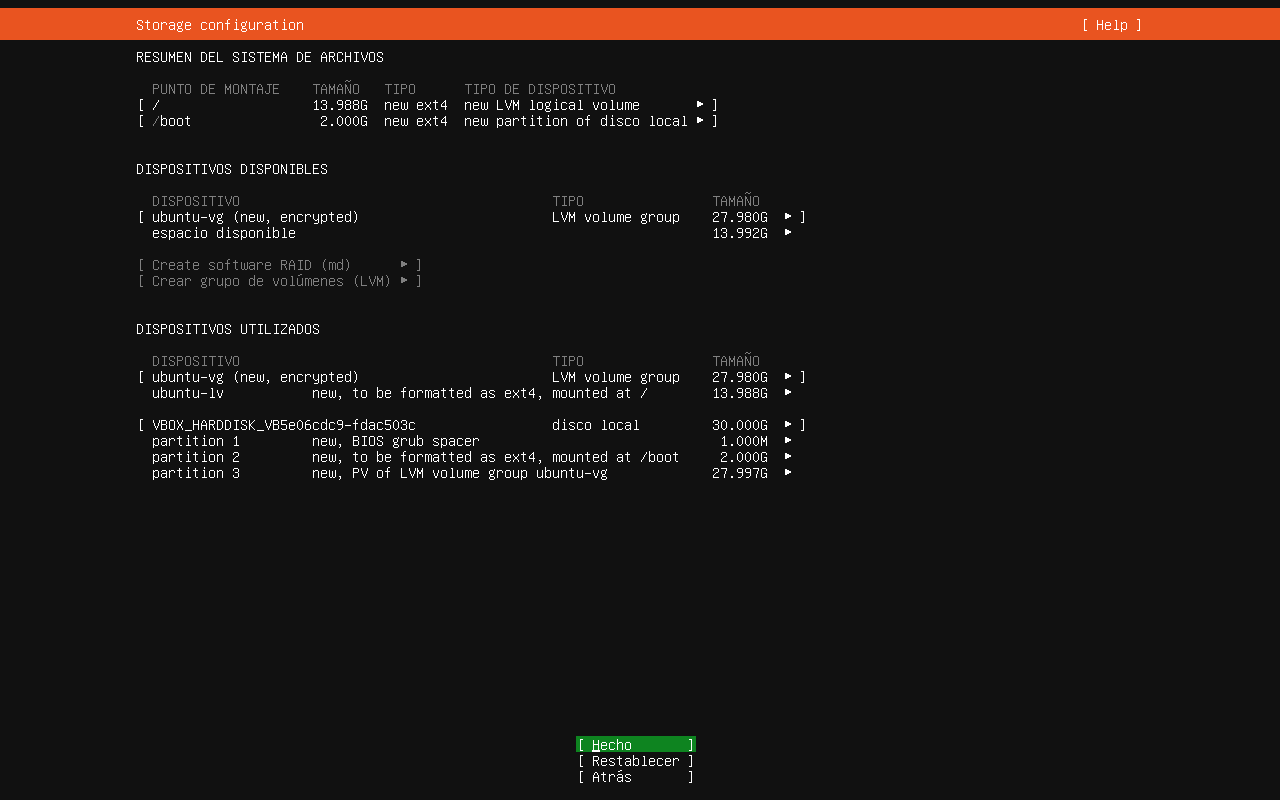 Storage configuration [ Help ]
RESUMEN DEL SISTEMA DE ARCHIVOS
PUNTO DE MONTAJE TAMAÑO TIPO TIPO DE DISPOSITIVO
[ / 13.988G new ext4 new LVM logical volume ▸ ]
[ /boot 2.000G new ext4 new partition of disco local ▸ ]
DISPOSITIVOS DISPONIBLES
DISPOSITIVO TIPO TAMAÑO
[ ubuntu-vg (new, encrypted) LVM volume group 27.980G ▸ ]
espacio disponible 13.992G ▸
[ Create software RAID (md) ▸ ]
[ Crear grupo de volúmenes (LVM) ▸ ]
DISPOSITIVOS UTILIZADOS
DISPOSITIVO TIPO TAMAÑO
[ ubuntu-vg (new, encrypted) LVM volume group 27.980G ▸ ]
ubuntu-lv new, to be formatted as ext4, mounted at / 13.988G ▸
[ VBOX_HARDDISK_VB5e06cdc9-fdac503c disco local 30.000G ▸ ]
partition 1 new, BIOS grub spacer 1.000M ▸
partition 2 new, to be formatted as ext4, mounted at /boot 2.000G ▸
partition 3 new, PV of LVM volume group ubuntu-vg 27.997G ▸
[ Hecho ]
[ Restablecer ]
[ Atrás ]